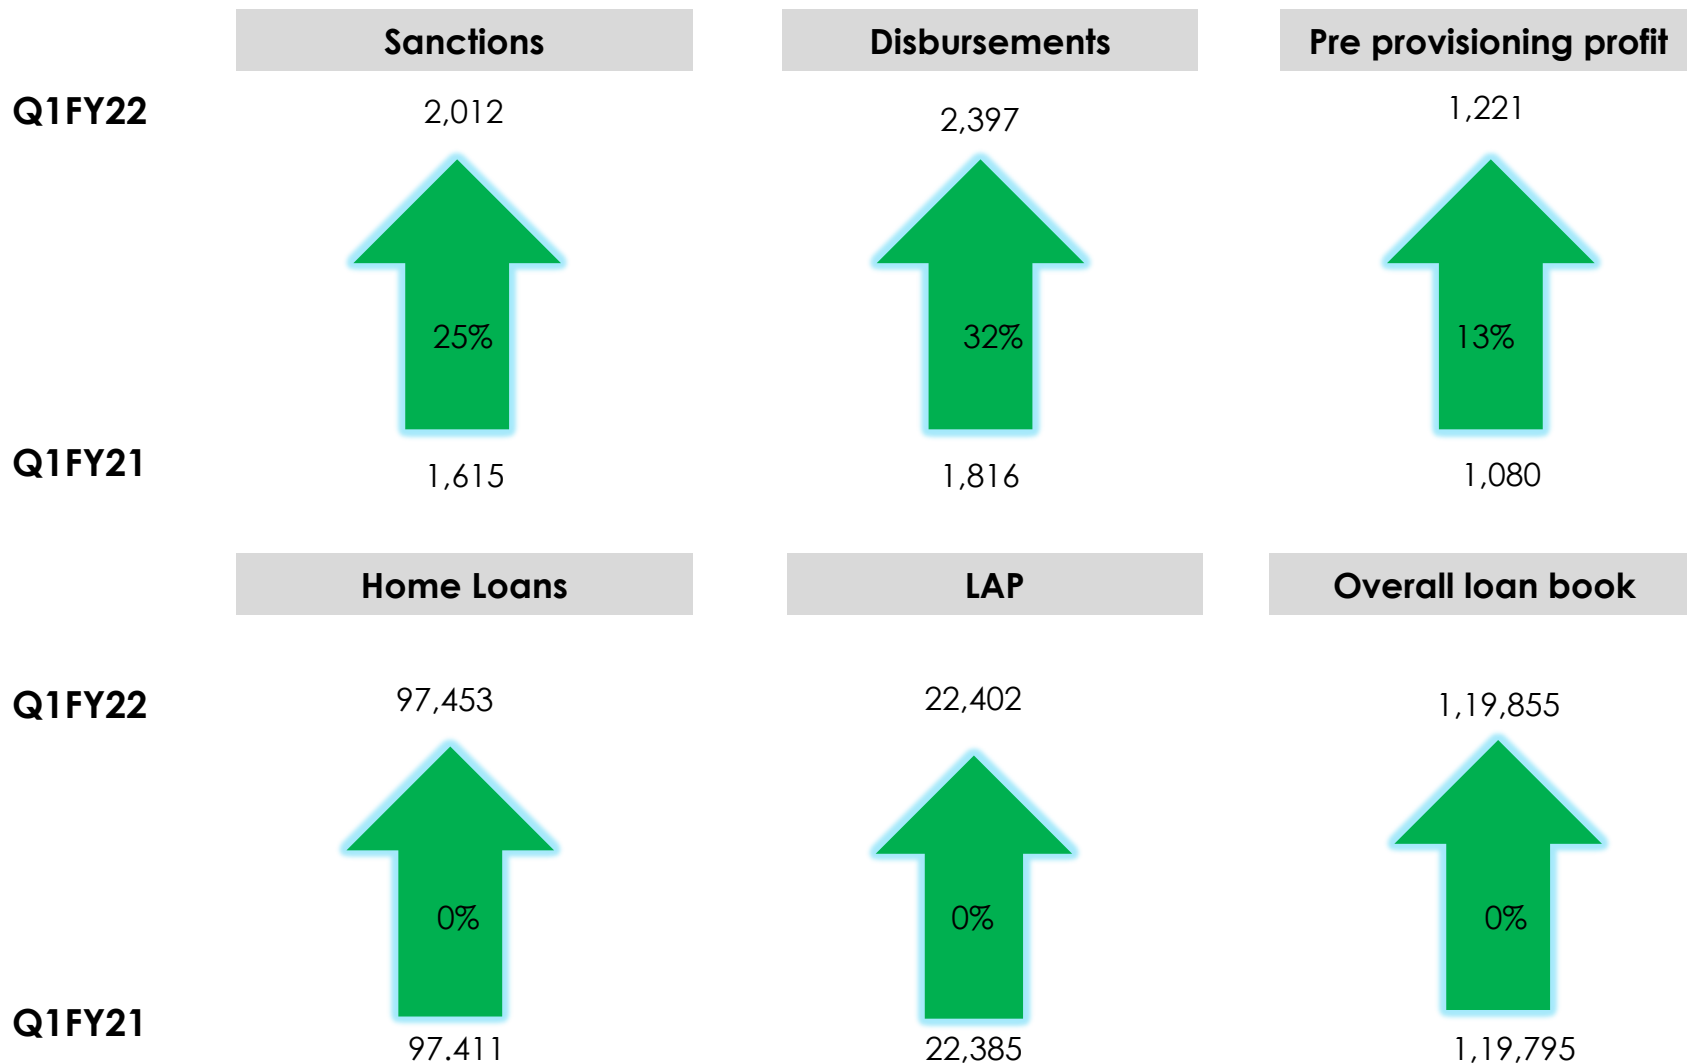 Sanctions Disbursements Pre provisioning profit
Q1FY22 2,012 2,397 1,221
25% 32% 13%
Q1FY21 1,615 1,816 1,080
Home Loans LAP Overall loan book
Q1FY22 97,453 22,402 1,19,855
0% 0% 0%
Q1FY21 97,411 22,385 1,19,795